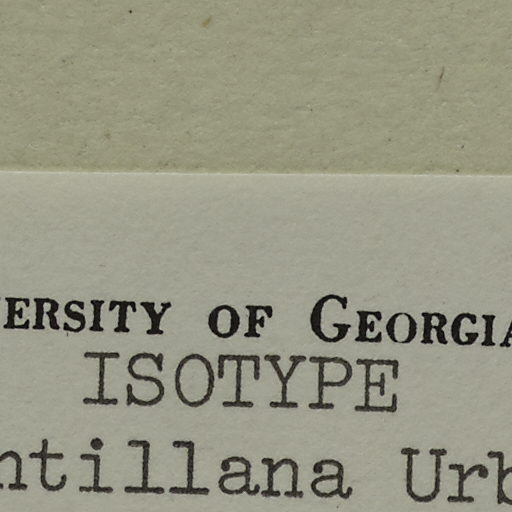 ERSITY OF GEORGIA
ISOTYPE
ntillana Urb